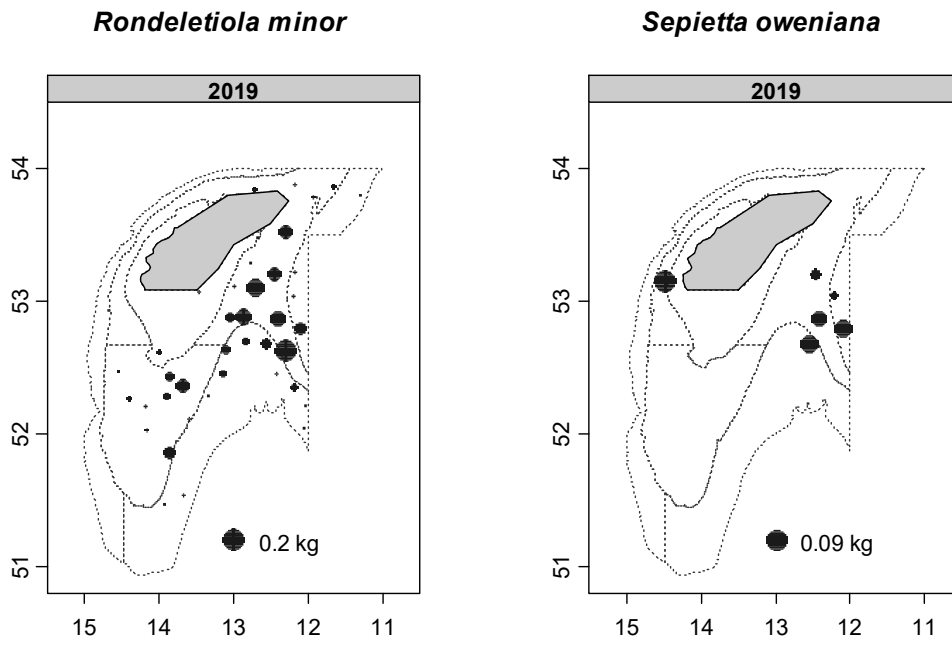 Rondeletiola minor
Sepietta oweniana
2019
2019
54
53
52
51
0.2 kg
15 14 13 12 11
54
53
52
51
0.09 kg
15 14 13 12 11